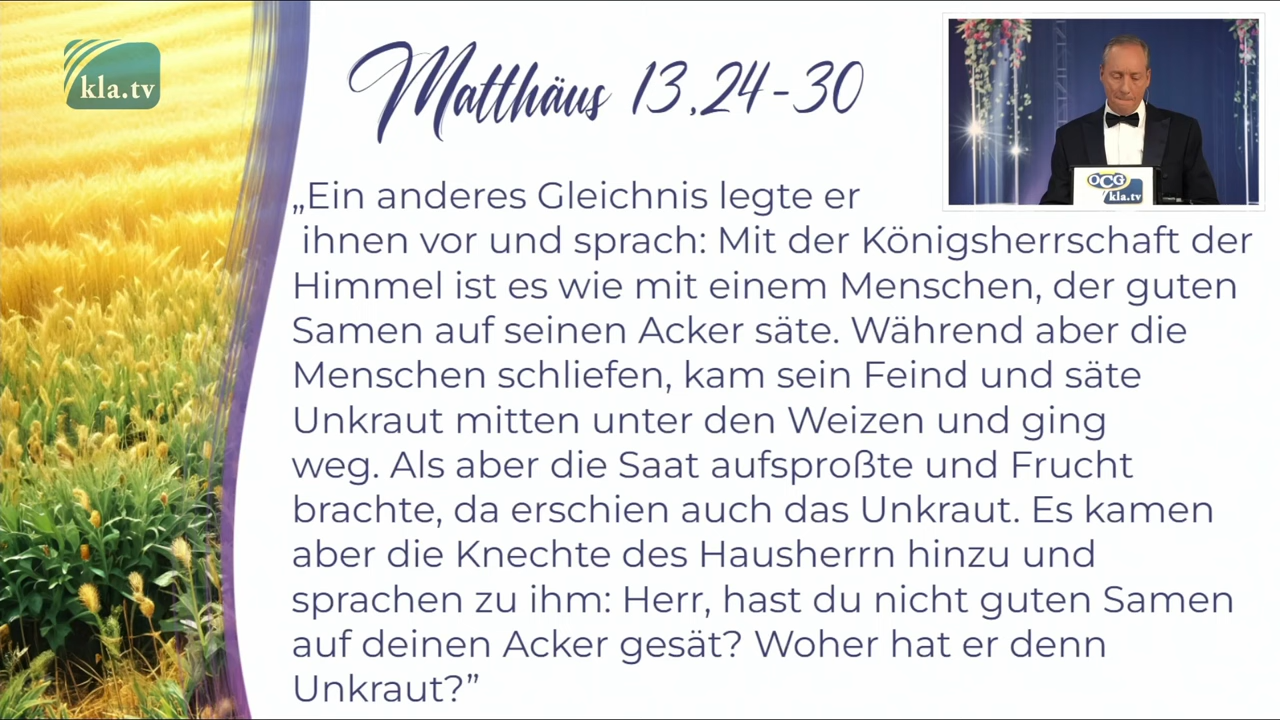 kla.tv
Matthäus 13,24-30
OCG
kla.tv
„Ein anderes Gleichnis legte er
ihnen vor und sprach: Mit der Königsherrschaft der
Himmel ist es wie mit einem Menschen, der guten
Samen auf seinen Acker säte. Während aber die
Menschen schliefen, kam sein Feind und säte
Unkraut mitten unter den Weizen und ging
weg. Als aber die Saat aufsproßte und Frucht
brachte, da erschien auch das Unkraut. Es kamen
aber die Knechte des Hausherrn hinzu und
sprachen zu ihm: Herr, hast du nicht guten Samen
auf deinen Acker gesät? Woher hat er denn
Unkraut?”